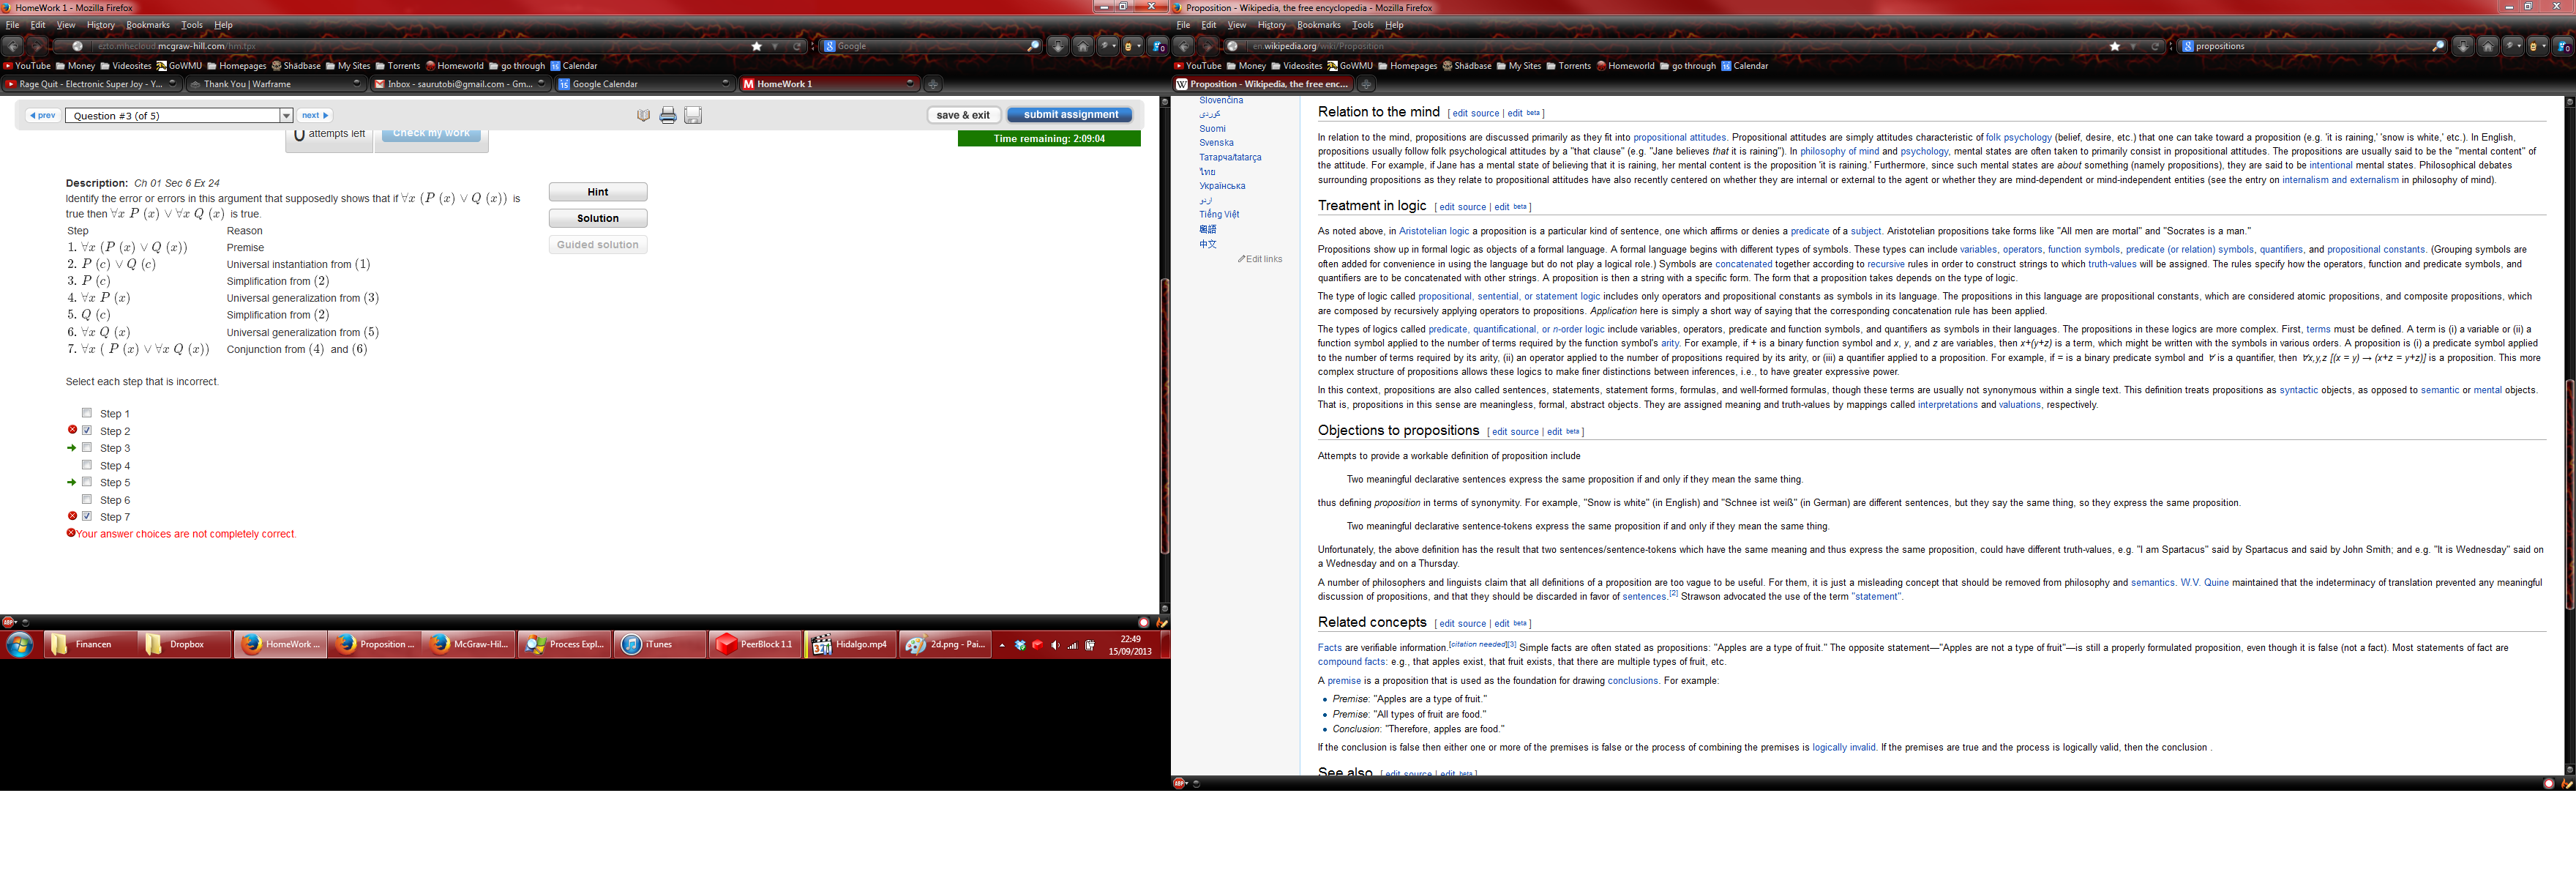 HomeWork 1 - Mozilla Firefox
File Edit View History Bookmarks Tools Help
ezto.mhecloud.mcgraw-hill.com/hm.tpx
Google
YouTube Money Videosites GoWMU Homepages Shädbase My Sites Torrents Homeworld go through Calendar
Rage Quit - Electronic Super Joy - Y... Thank You | Warframe Inbox - saurutobi@gmail.com - Gm... Google Calendar HomeWork 1
prev Question #3 (of 5) next save & exit submit assignment
0 attempts left Check my work Time remaining: 2:09:04
Description: Ch 01 Sec 6 Ex 24
Identify the error or errors in this argument that supposedly shows that if ∀x (P (x) ∨ Q (x)) is
true then ∀x P (x) ∨ ∀x Q (x) is true.
Step Reason
1. ∀x (P (x) ∨ Q (x)) Premise
2. P (c) ∨ Q (c) Universal instantiation from (1)
3. P (c) Simplification from (2)
4. ∀x P (x) Universal generalization from (3)
5. Q (c) Simplification from (2)
6. ∀x Q (x) Universal generalization from (5)
7. ∀x ( P (x) ∨ ∀x Q (x)) Conjunction from (4) and (6)
Hint
Solution
Guided solution
Select each step that is incorrect.
Step 1
Step 2
Step 3
Step 4
Step 5
Step 6
Step 7
Your answer choices are not completely correct.
Financen Dropbox HomeWork ... Proposition ... McGraw-Hil... Process Expl... iTunes PeerBlock 1.1 Hidalgo.mp4 2d.png - Pai... 22:49
15/09/2013
Proposition - Wikipedia, the free encyclopedia - Mozilla Firefox
File Edit View History Bookmarks Tools Help
en.wikipedia.org/wiki/Proposition
propositions
YouTube Money Videosites GoWMU Homepages Shädbase My Sites Torrents Homeworld go through Calendar
Proposition - Wikipedia, the free enc...
Slovenčina
کوردی
Suomi
Svenska
Татарча/tatarça
ไทย
Українська
اردو
Tiếng Việt
粵語
中文
Edit links
Relation to the mind [ edit source | edit beta ]
In relation to the mind, propositions are discussed primarily as they fit into propositional attitudes. Propositional attitudes are simply attitudes characteristic of folk psychology (belief, desire, etc.) that one can take toward a proposition (e.g. 'it is raining,' 'snow is white,' etc.). In English,
propositions usually follow folk psychological attitudes by a "that clause" (e.g. "Jane believes that it is raining"). In philosophy of mind and psychology, mental states are often taken to primarily consist in propositional attitudes. The propositions are usually said to be the "mental content" of
the attitude. For example, if Jane has a mental state of believing that it is raining, her mental content is the proposition 'it is raining.' Furthermore, since such mental states are about something (namely propositions), they are said to be intentional mental states. Philosophical debates
surrounding propositions as they relate to propositional attitudes have also recently centered on whether they are internal or external to the agent or whether they are mind-dependent or mind-independent entities (see the entry on internalism and externalism in philosophy of mind).
Treatment in logic [ edit source | edit beta ]
As noted above, in Aristotelian logic a proposition is a particular kind of sentence, one which affirms or denies a predicate of a subject. Aristotelian propositions take forms like "All men are mortal" and "Socrates is a man."
Propositions show up in formal logic as objects of a formal language. A formal language begins with different types of symbols. These types can include variables, operators, function symbols, predicate (or relation) symbols, quantifiers, and propositional constants. (Grouping symbols are
often added for convenience in using the language but do not play a logical role.) Symbols are concatenated together according to recursive rules in order to construct strings to which truth-values will be assigned. The rules specify how the operators, function and predicate symbols, and
quantifiers are to be concatenated with other strings. A proposition is then a string with a specific form. The form that a proposition takes depends on the type of logic.
The type of logic called propositional, sentential, or statement logic includes only operators and propositional constants as symbols in its language. The propositions in this language are propositional constants, which are considered atomic propositions, and composite propositions, which
are composed by recursively applying operators to propositions. Application here is simply a short way of saying that the corresponding concatenation rule has been applied.
The types of logics called predicate, quantificational, or n-order logic include variables, operators, predicate and function symbols, and quantifiers as symbols in their languages. The propositions in these logics are more complex. First, terms must be defined. A term is (i) a variable or (ii) a
function symbol applied to the number of terms required by the function symbol's arity. For example, if + is a binary function symbol and x, y, and z are variables, then x+(y+z) is a term, which might be written with the symbols in various orders. A proposition is (i) a predicate symbol applied
to the number of terms required by its arity, (ii) an operator applied to the number of propositions required by its arity, or (iii) a quantifier applied to a proposition. For example, if = is a binary predicate symbol and ∀ is a quantifier, then ∀x,y,z [(x = y) → (x+z = y+z)] is a proposition. This more
complex structure of propositions allows these logics to make finer distinctions between inferences, i.e., to have greater expressive power.
In this context, propositions are also called sentences, statements, statement forms, formulas, and well-formed formulas, though these terms are usually not synonymous within a single text. This definition treats propositions as syntactic objects, as opposed to semantic or mental objects.
That is, propositions in this sense are meaningless, formal, abstract objects. They are assigned meaning and truth-values by mappings called interpretations and valuations, respectively.
Objections to propositions [ edit source | edit beta ]
Attempts to provide a workable definition of proposition include
Two meaningful declarative sentences express the same proposition if and only if they mean the same thing.
thus defining proposition in terms of synonymity. For example, "Snow is white" (in English) and "Schnee ist weiß" (in German) are different sentences, but they say the same thing, so they express the same proposition.
Two meaningful declarative sentence-tokens express the same proposition if and only if they mean the same thing.
Unfortunately, the above definition has the result that two sentences/sentence-tokens which have the same meaning and thus express the same proposition, could have different truth-values, e.g. "I am Spartacus" said by Spartacus and said by John Smith; and e.g. "It is Wednesday" said on
a Wednesday and on a Thursday.
A number of philosophers and linguists claim that all definitions of a proposition are too vague to be useful. For them, it is just a misleading concept that should be removed from philosophy and semantics. W.V. Quine maintained that the indeterminacy of translation prevented any meaningful
discussion of propositions, and that they should be discarded in favor of sentences.[2] Strawson advocated the use of the term "statement".
Related concepts [ edit source | edit beta ]
Facts are verifiable information.[citation needed][3] Simple facts are often stated as propositions: "Apples are a type of fruit." The opposite statement—"Apples are not a type of fruit"—is still a properly formulated proposition, even though it is false (not a fact). Most statements of fact are
compound facts: e.g., that apples exist, that fruit exists, that there are multiple types of fruit, etc.
A premise is a proposition that is used as the foundation for drawing conclusions. For example:
Premise: "Apples are a type of fruit."
Premise: "All types of fruit are food."
Conclusion: "Therefore, apples are food."
If the conclusion is false then either one or more of the premises is false or the process of combining the premises is logically invalid. If the premises are true and the process is logically valid, then the conclusion .
See also [ edit source | edit beta ]